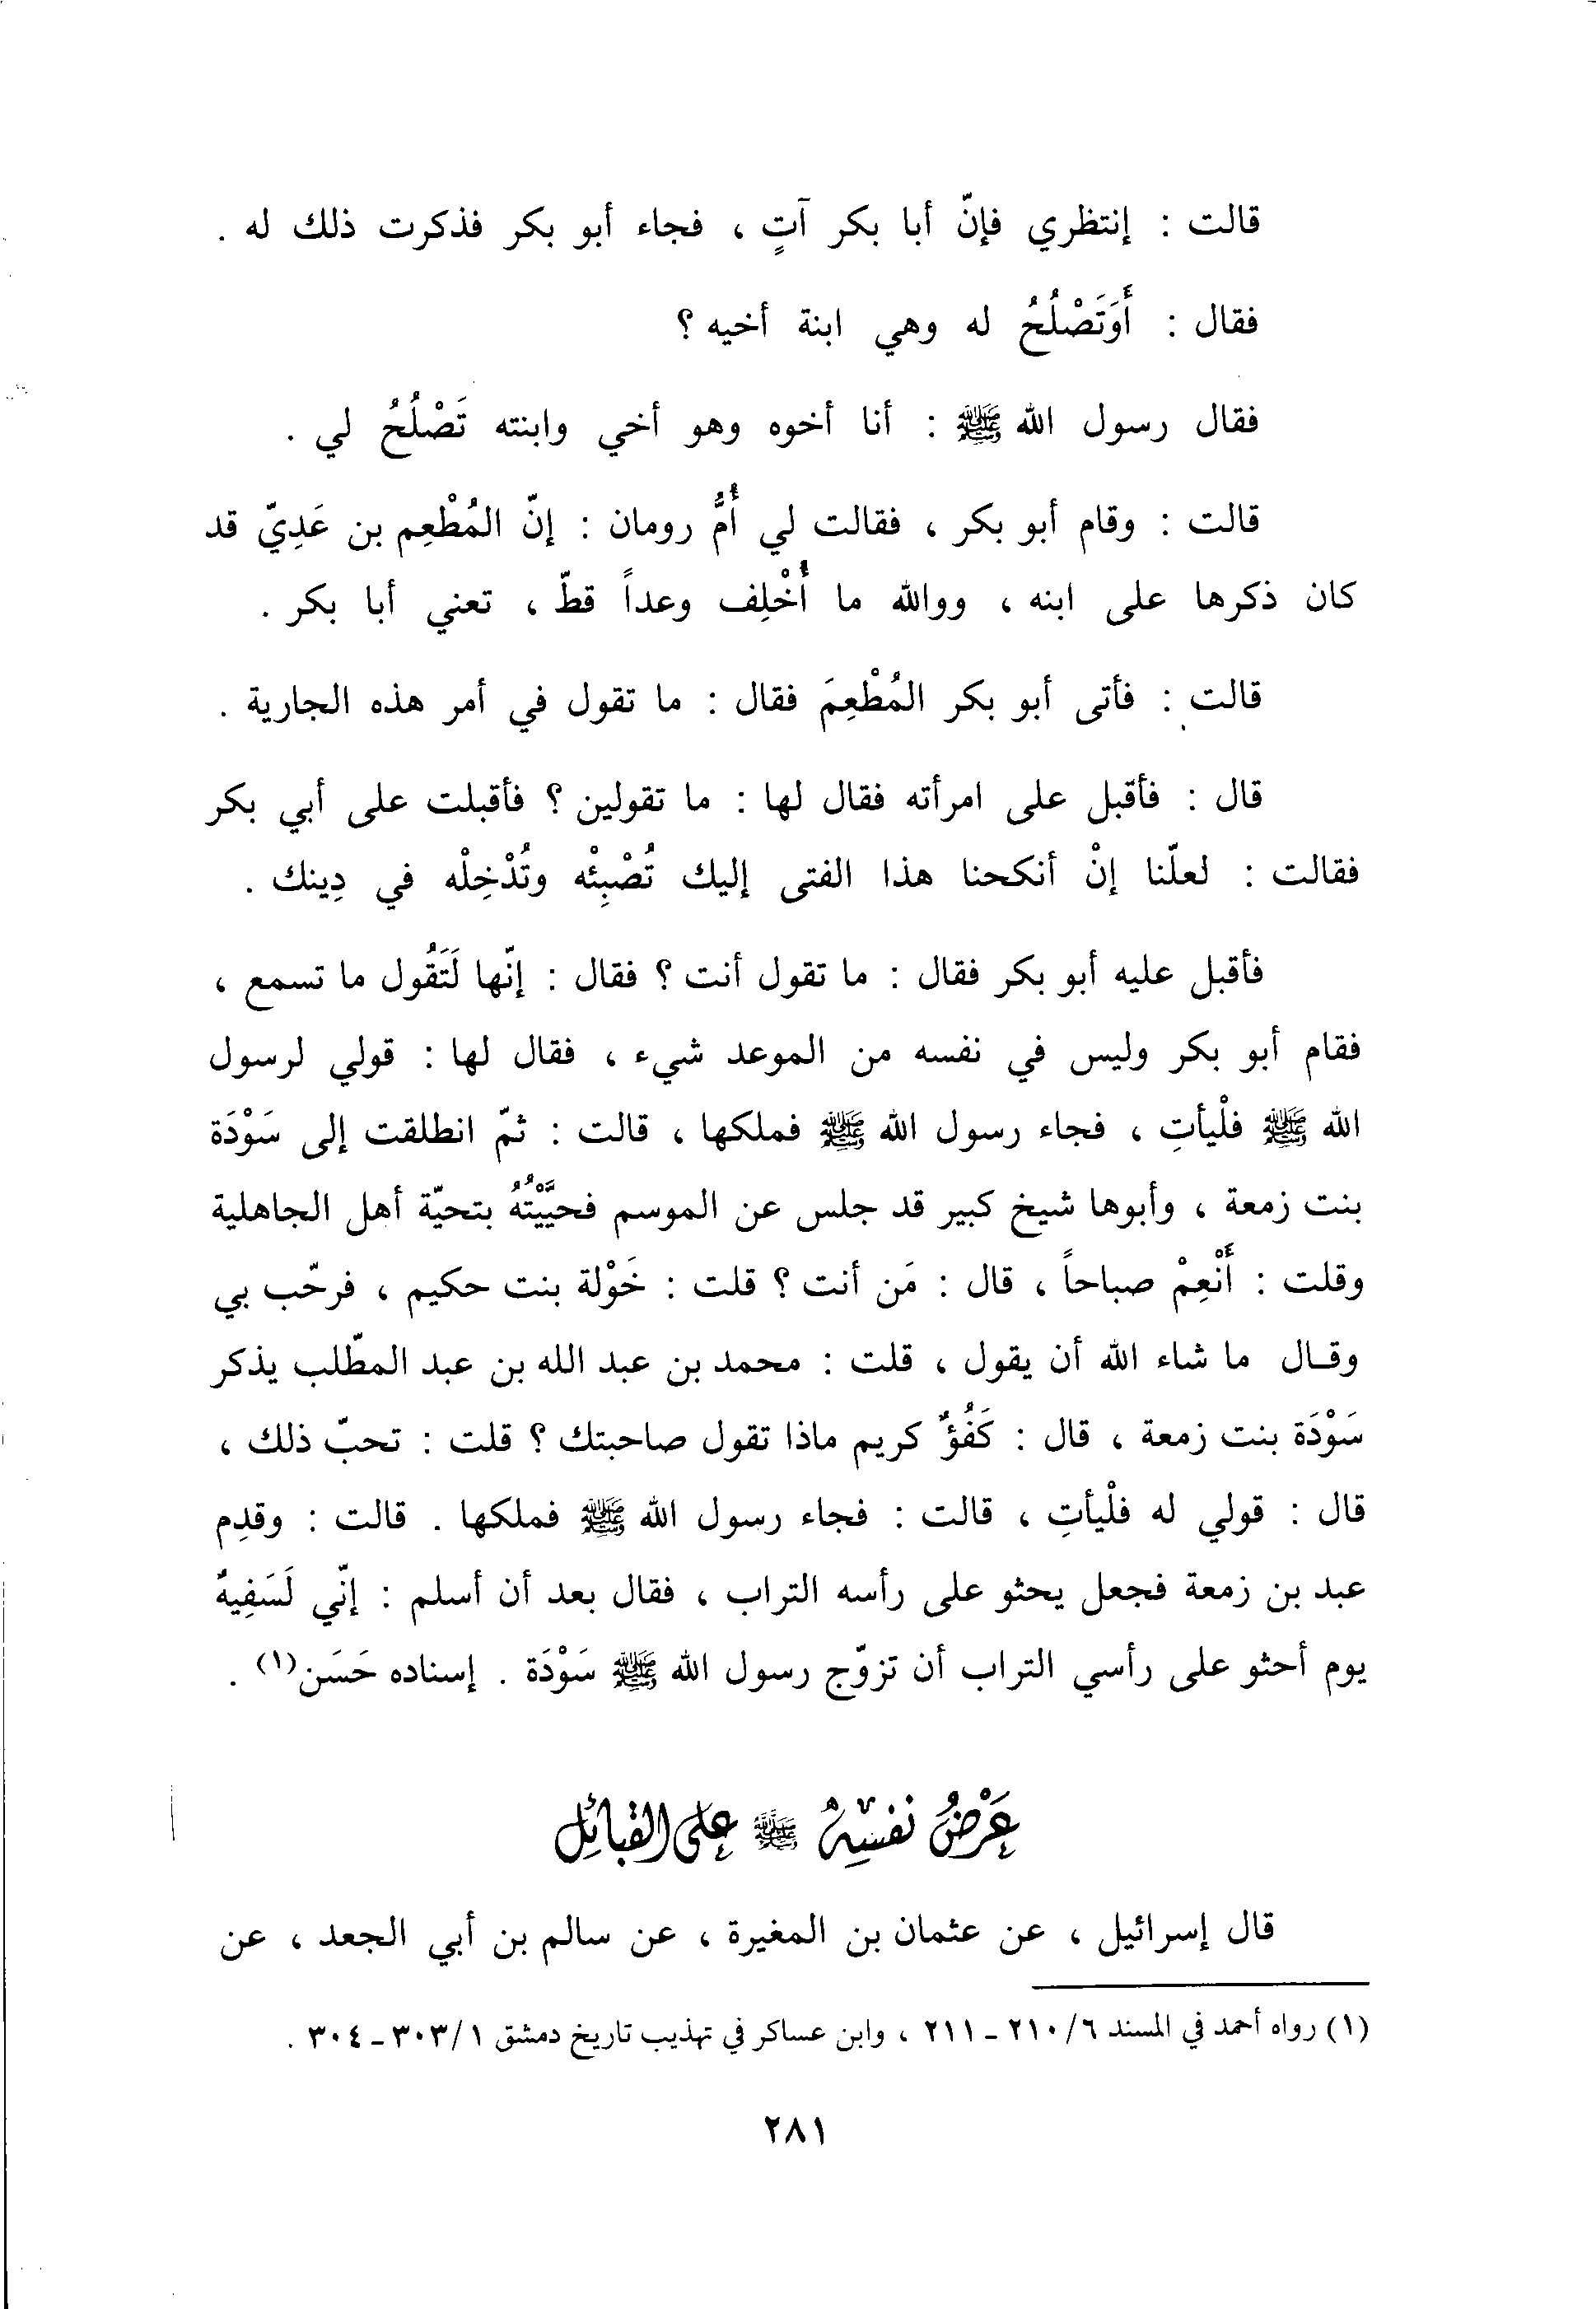 قالت : إنتظري فإنّ أبا بكر آتٍ ، فجاء أبو بكر فذكرت ذلك له .
فقال : أَوَتَصْلُحُ له وهي ابنة أخيه ؟
فقال رسول الله ﷺ : أنا أخوه وهو أخي وابنته تَصْلُحُ لي .
قالت : وقام أبو بكر ، فقالت لي أُمُّ رومان : إنّ المُطْعِم بن عَدِيّ قد
كان ذكرها على ابنه ، ووالله ما أُخْلِف وعداً قطّ ، تعني أبا بكر .
قالت : فأتى أبو بكر المُطْعِمَ فقال : ما تقول في أمر هذه الجارية .
قال : فأقبل على امرأته فقال لها : ما تقولين ؟ فأقبلت على أبي بكر
فقالت : لعلّنا إنْ أنكحنا هذا الفتى إليك تُصْبِئْه وتُدْخِلْه في دِينك .
فأقبل عليه أبو بكر فقال : ما تقول أنت ؟ فقال : إنّها لَتَقُول ما تسمع ،
فقام أبو بكر وليس في نفسه من الموعد شيء ، فقال لها : قولي لرسول
الله ﷺ فلْيأتِ ، فجاء رسول الله ﷺ فملكها ، قالت : ثمّ انطلقت إلى سَوْدَة
بنت زمعة ، وأبوها شيخ كبير قد جلس عن الموسم فحيَّيْتُهُ بتحيّة أهل الجاهلية
وقلت : أَنْعِمْ صباحاً ، قال : مَن أنت ؟ قلت : خَوْلة بنت حكيم ، فرحّب بي
وقـال ما شاء الله أن يقول ، قلت : محمد بن عبد الله بن عبد المطّلب يذكر
سَوْدَة بنت زمعة ، قال : كَفُؤٌ كريم ماذا تقول صاحبتك ؟ قلت : تحبّ ذلك ،
قال : قولي له فلْيأتِ ، قالت : فجاء رسول الله ﷺ فملكها . قالت : وقدِم
عبد بن زمعة فجعل يحثو على رأسه التراب ، فقال بعد أن أسلم : إنّي لَسَفِيهٌ
يوم أحثو على رأسي التراب أن تزوّج رسول الله ﷺ سَوْدَة . إسناده حَسَن(١) .
عَرْضُ نفسِهِ ﷺ على القبائل
قال إسرائيل ، عن عثمان بن المغيرة ، عن سالم بن أبي الجعد ، عن
(١) رواه أحمد في المسند ٦/ ٢١٠ ـ ٢١١ ، وابن عساكر في تهذيب تاريخ دمشق ١/ ٣٠٣ ـ ٣٠٤ .
٢٨١